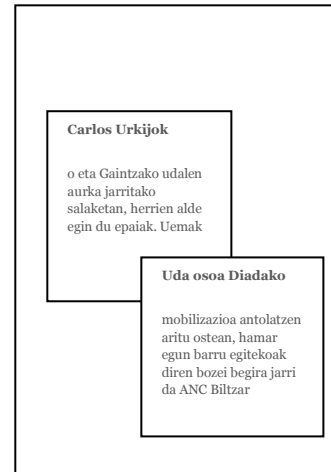 Carlos Urkijok
o eta Gaintzako udalen
aurka jarritako
salaketan, herrien alde
egin du epaiak. Uemak
Uda osoa Diadako
mobilizazioa antolatzen
aritu ostean, hamar
egun barru egitekoak
diren bozei begira jarri
da ANC Biltzar